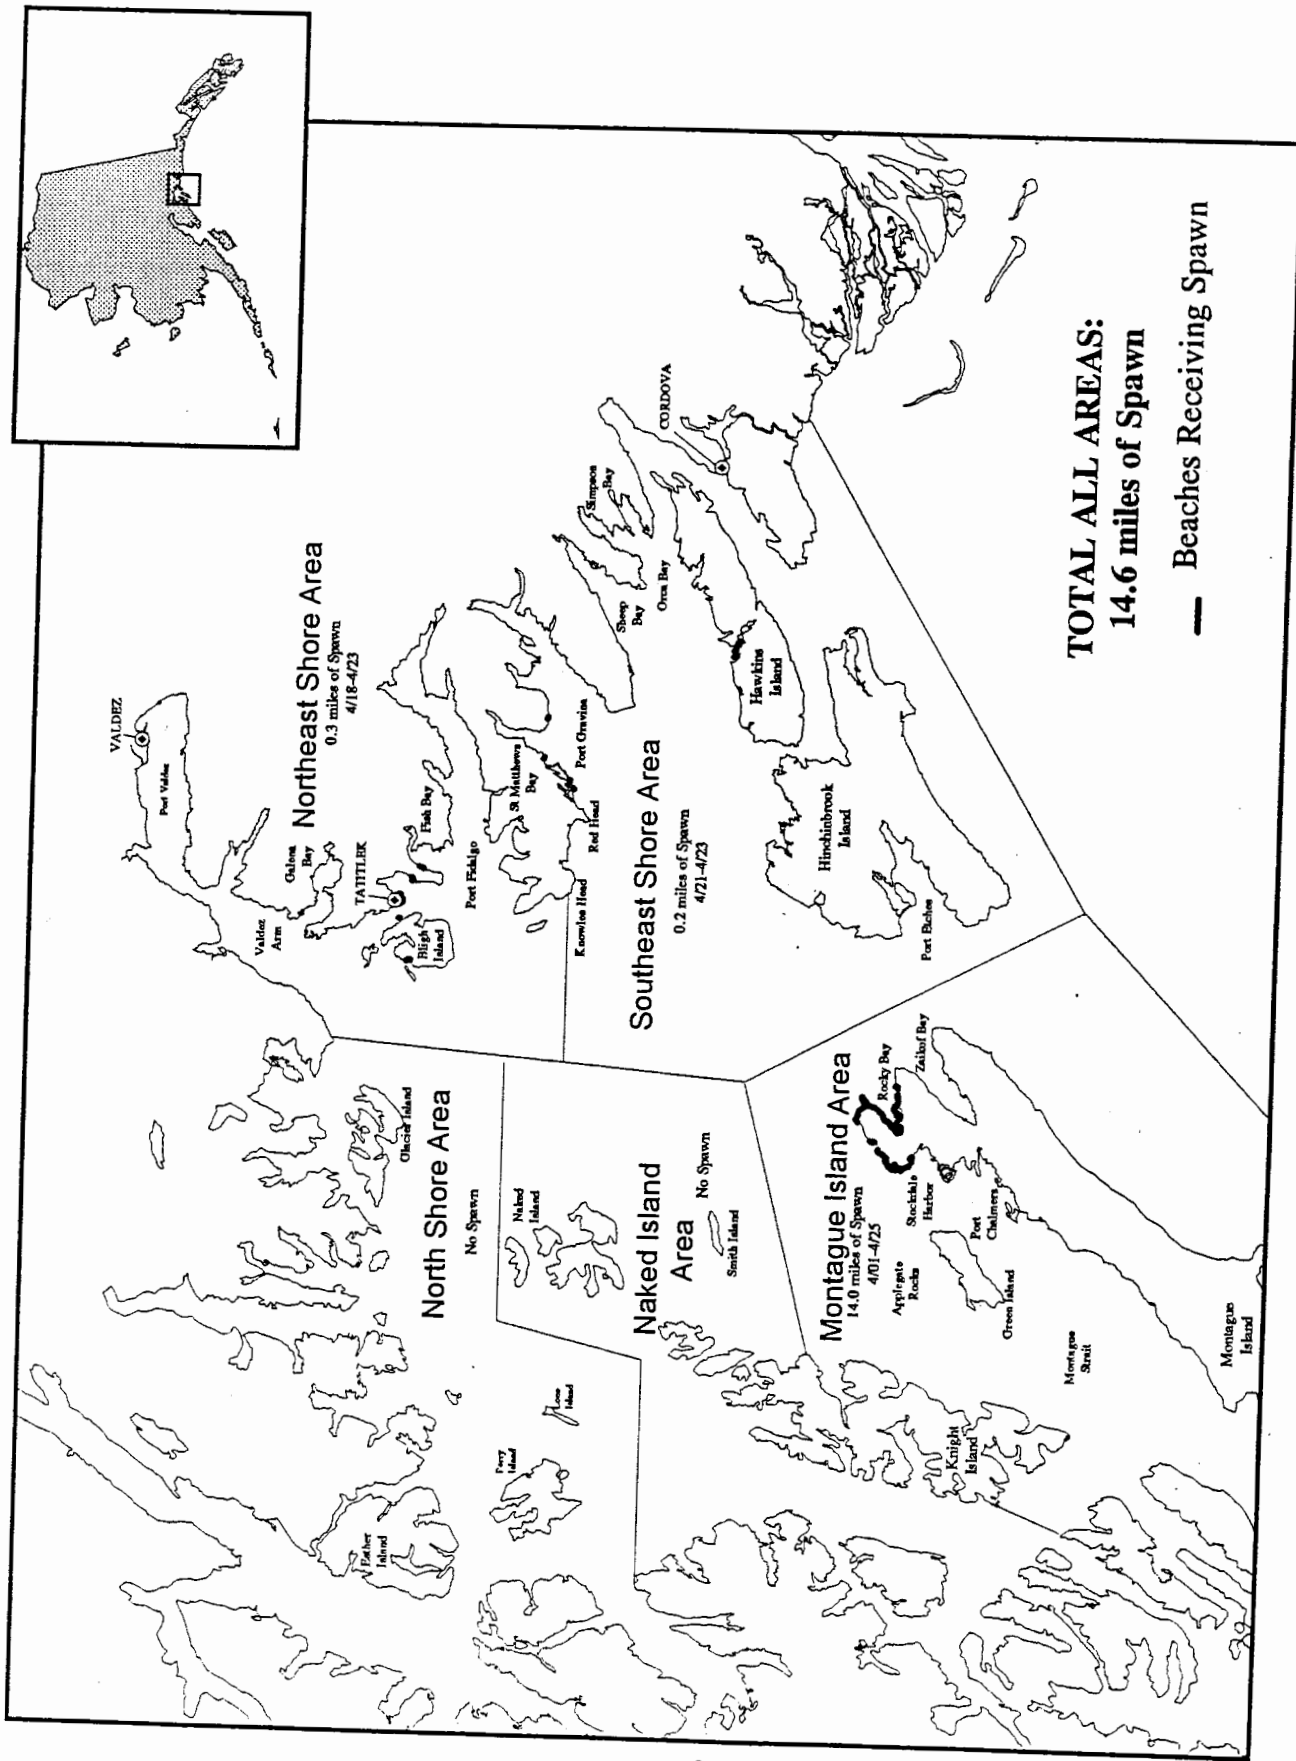 VALDEZ
Port Valdez
Northeast Shore Area
0.3 miles of Spawn
4/18-4/23
Galena
Bay
Valdez
Arm
TATITLEK
Bligh
Island
Fish Bay
Port Fidalgo
St Matthews
Bay
Port Gravina
Red Head
Knowles Head
Simpson
Bay
Sheep
Bay
Orca Bay
CORDOVA
Southeast Shore Area
0.2 miles of Spawn
4/21-4/23
Hawkins
Island
Hinchinbrook
Island
Port Etches
Glacier Island
North Shore Area
No Spawn
Esther
Island
Perry
Island
Lone
Island
Naked
Island
Naked Island
Area
No Spawn
Smith Island
Montague Island Area
14.0 miles of Spawn
4/01-4/25
Rocky Bay
Zaikof Bay
Stockdale
Harbor
Port
Chalmers
Applegate
Rocks
Green Island
Montague
Strait
Knight
Island
Montague
Island
TOTAL ALL AREAS:
14.6 miles of Spawn
Beaches Receiving Spawn